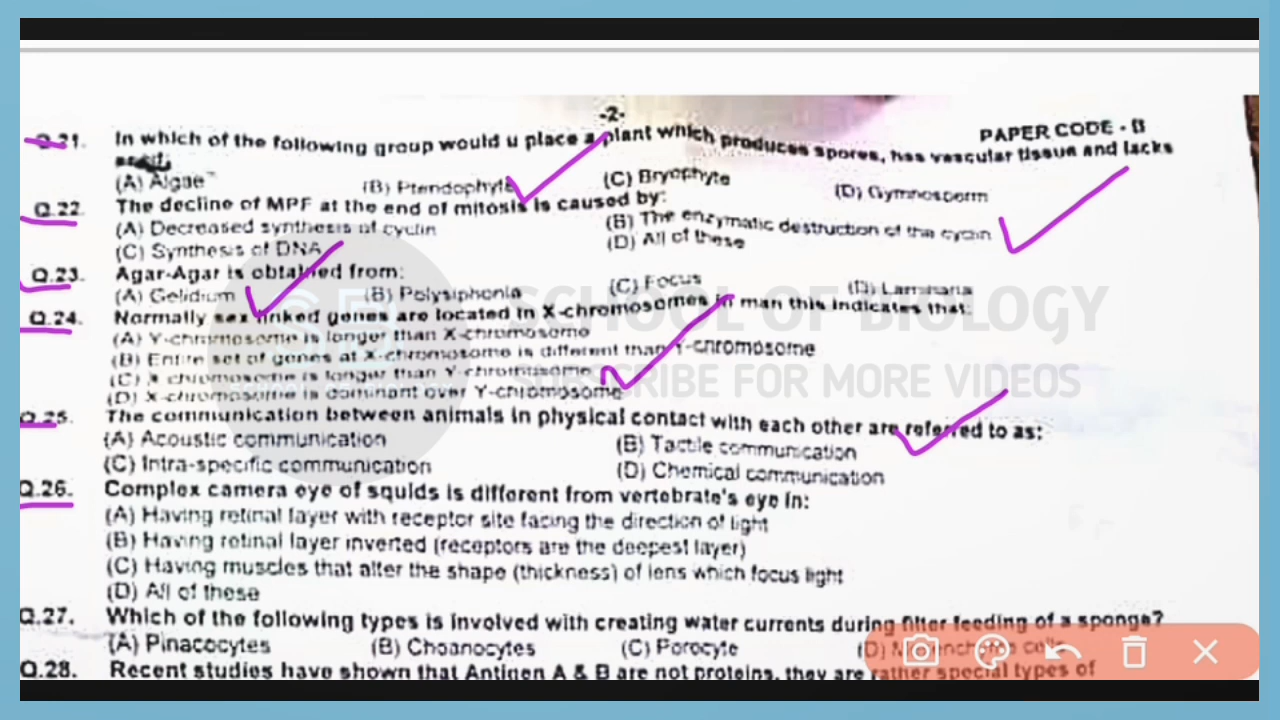 -2-
PAPER CODE - B
Q.21. In which of the following group would u place a plant which produces spores, has vascular tissue and lacks
seed.
(A) Algae (B) Pteridophyte (C) Bryophyte (D) Gymnosperm
Q.22 The decline of MPF at the end of mitosis is caused by:
(A) Decreased synthesis of cyclin (B) The enzymatic destruction of the cyclin
(C) Synthesis of DNA (D) All of these
Q.23. Agar-Agar is obtained from:
(A) Gelidium (B) Polysiphonia (C) Focus (D) Laminaria
Q.24. Normally sex linked genes are located in X-chromosomes in man this indicates that:
(A) Y-chromosome is longer than X-chromosome
(B) Entire set of genes at X-chromosome is different than Y-chromosome
(C) X chromosome is longer than Y-chromosome
(D) X-chromosome is dominant over Y-chromosome
SCHOOL OF BIOLOGY
SUBSCRIBE FOR MORE VIDEOS
Q.25. The communication between animals in physical contact with each other are referred to as:
(A) Acoustic communication (B) Tactile communication
(C) Intra-specific communication (D) Chemical communication
Q.26. Complex camera eye of squids is different from vertebrate's eye in:
(A) Having retinal layer with receptor site facing the direction of light
(B) Having retinal layer inverted (receptors are the deepest layer)
(C) Having muscles that alter the shape (thickness) of lens which focus light
(D) All of these
Q.27. Which of the following types is involved with creating water currents during filter feeding of a sponge?
(A) Pinacocytes (B) Choanocytes (C) Porocyte (D)
Q.28. Recent studies have shown that Antigen A & B are not proteins, they are rather special types of